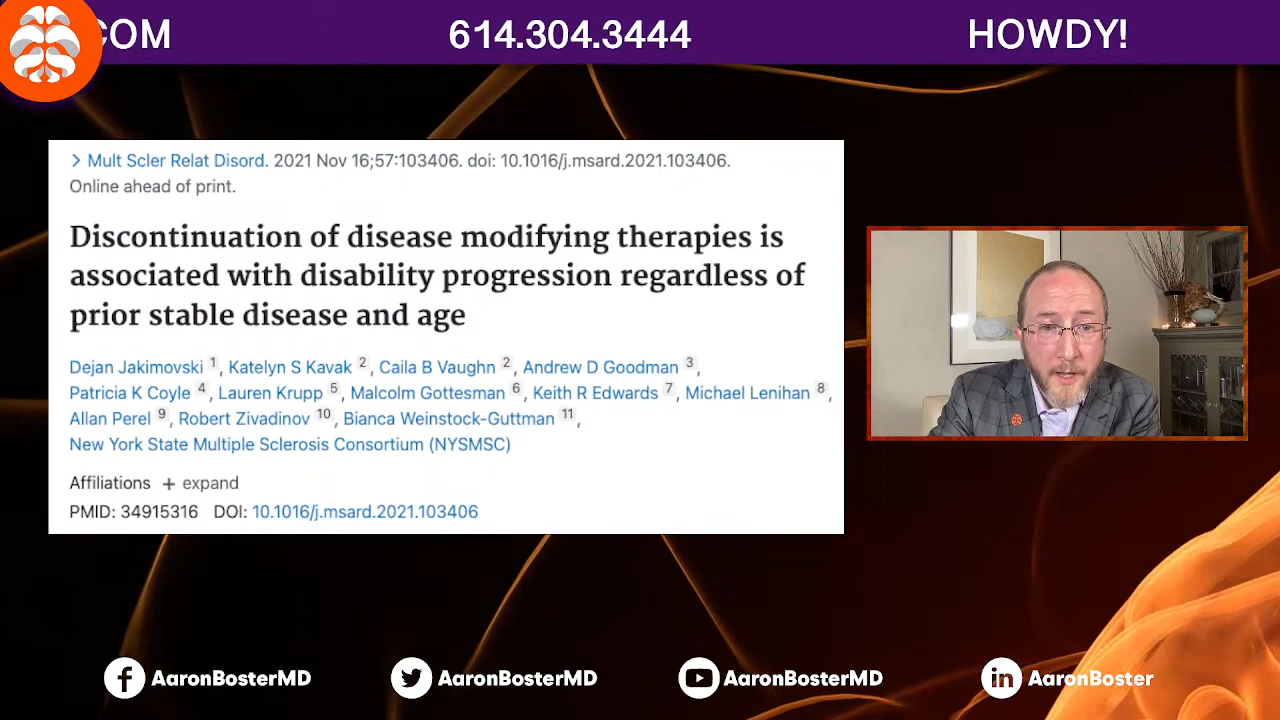 COM
614.304.3444
HOWDY!
> Mult Scler Relat Disord. 2021 Nov 16;57:103406. doi: 10.1016/j.msard.2021.103406.
Online ahead of print.
Discontinuation of disease modifying therapies is
associated with disability progression regardless of
prior stable disease and age
Dejan Jakimovski 1, Katelyn S Kavak 2, Caila B Vaughn 2, Andrew D Goodman 3,
Patricia K Coyle 4, Lauren Krupp 5, Malcolm Gottesman 6, Keith R Edwards 7, Michael Lenihan 8,
Allan Perel 9, Robert Zivadinov 10, Bianca Weinstock-Guttman 11,
New York State Multiple Sclerosis Consortium (NYSMSC)
Affiliations + expand
PMID: 34915316 DOI: 10.1016/j.msard.2021.103406
AaronBosterMD
AaronBosterMD
AaronBosterMD
AaronBoster